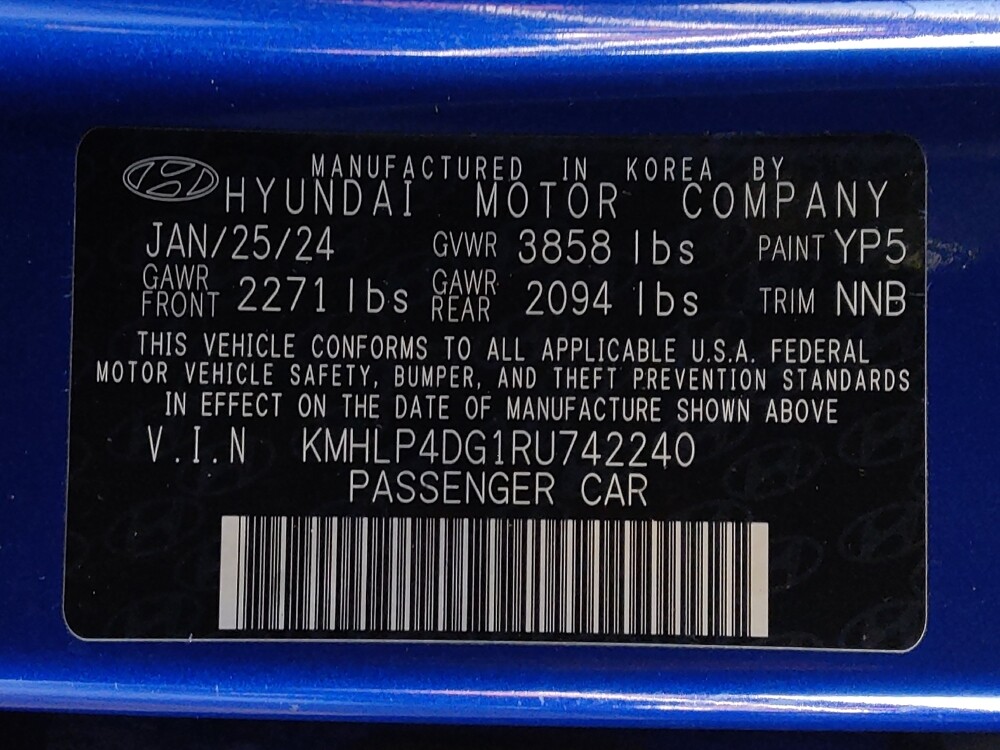 MANUFACTURED IN KOREA BY
HYUNDAI MOTOR COMPANY
JAN/25/24 GVWR 3858 lbs PAINT YP5
GAWR FRONT 2271 lbs GAWR REAR 2094 lbs TRIM NNB
THIS VEHICLE CONFORMS TO ALL APPLICABLE U.S.A. FEDERAL
MOTOR VEHICLE SAFETY, BUMPER, AND THEFT PREVENTION STANDARDS
IN EFFECT ON THE DATE OF MANUFACTURE SHOWN ABOVE
V.I.N KMHLP4DG1RU742240
PASSENGER CAR